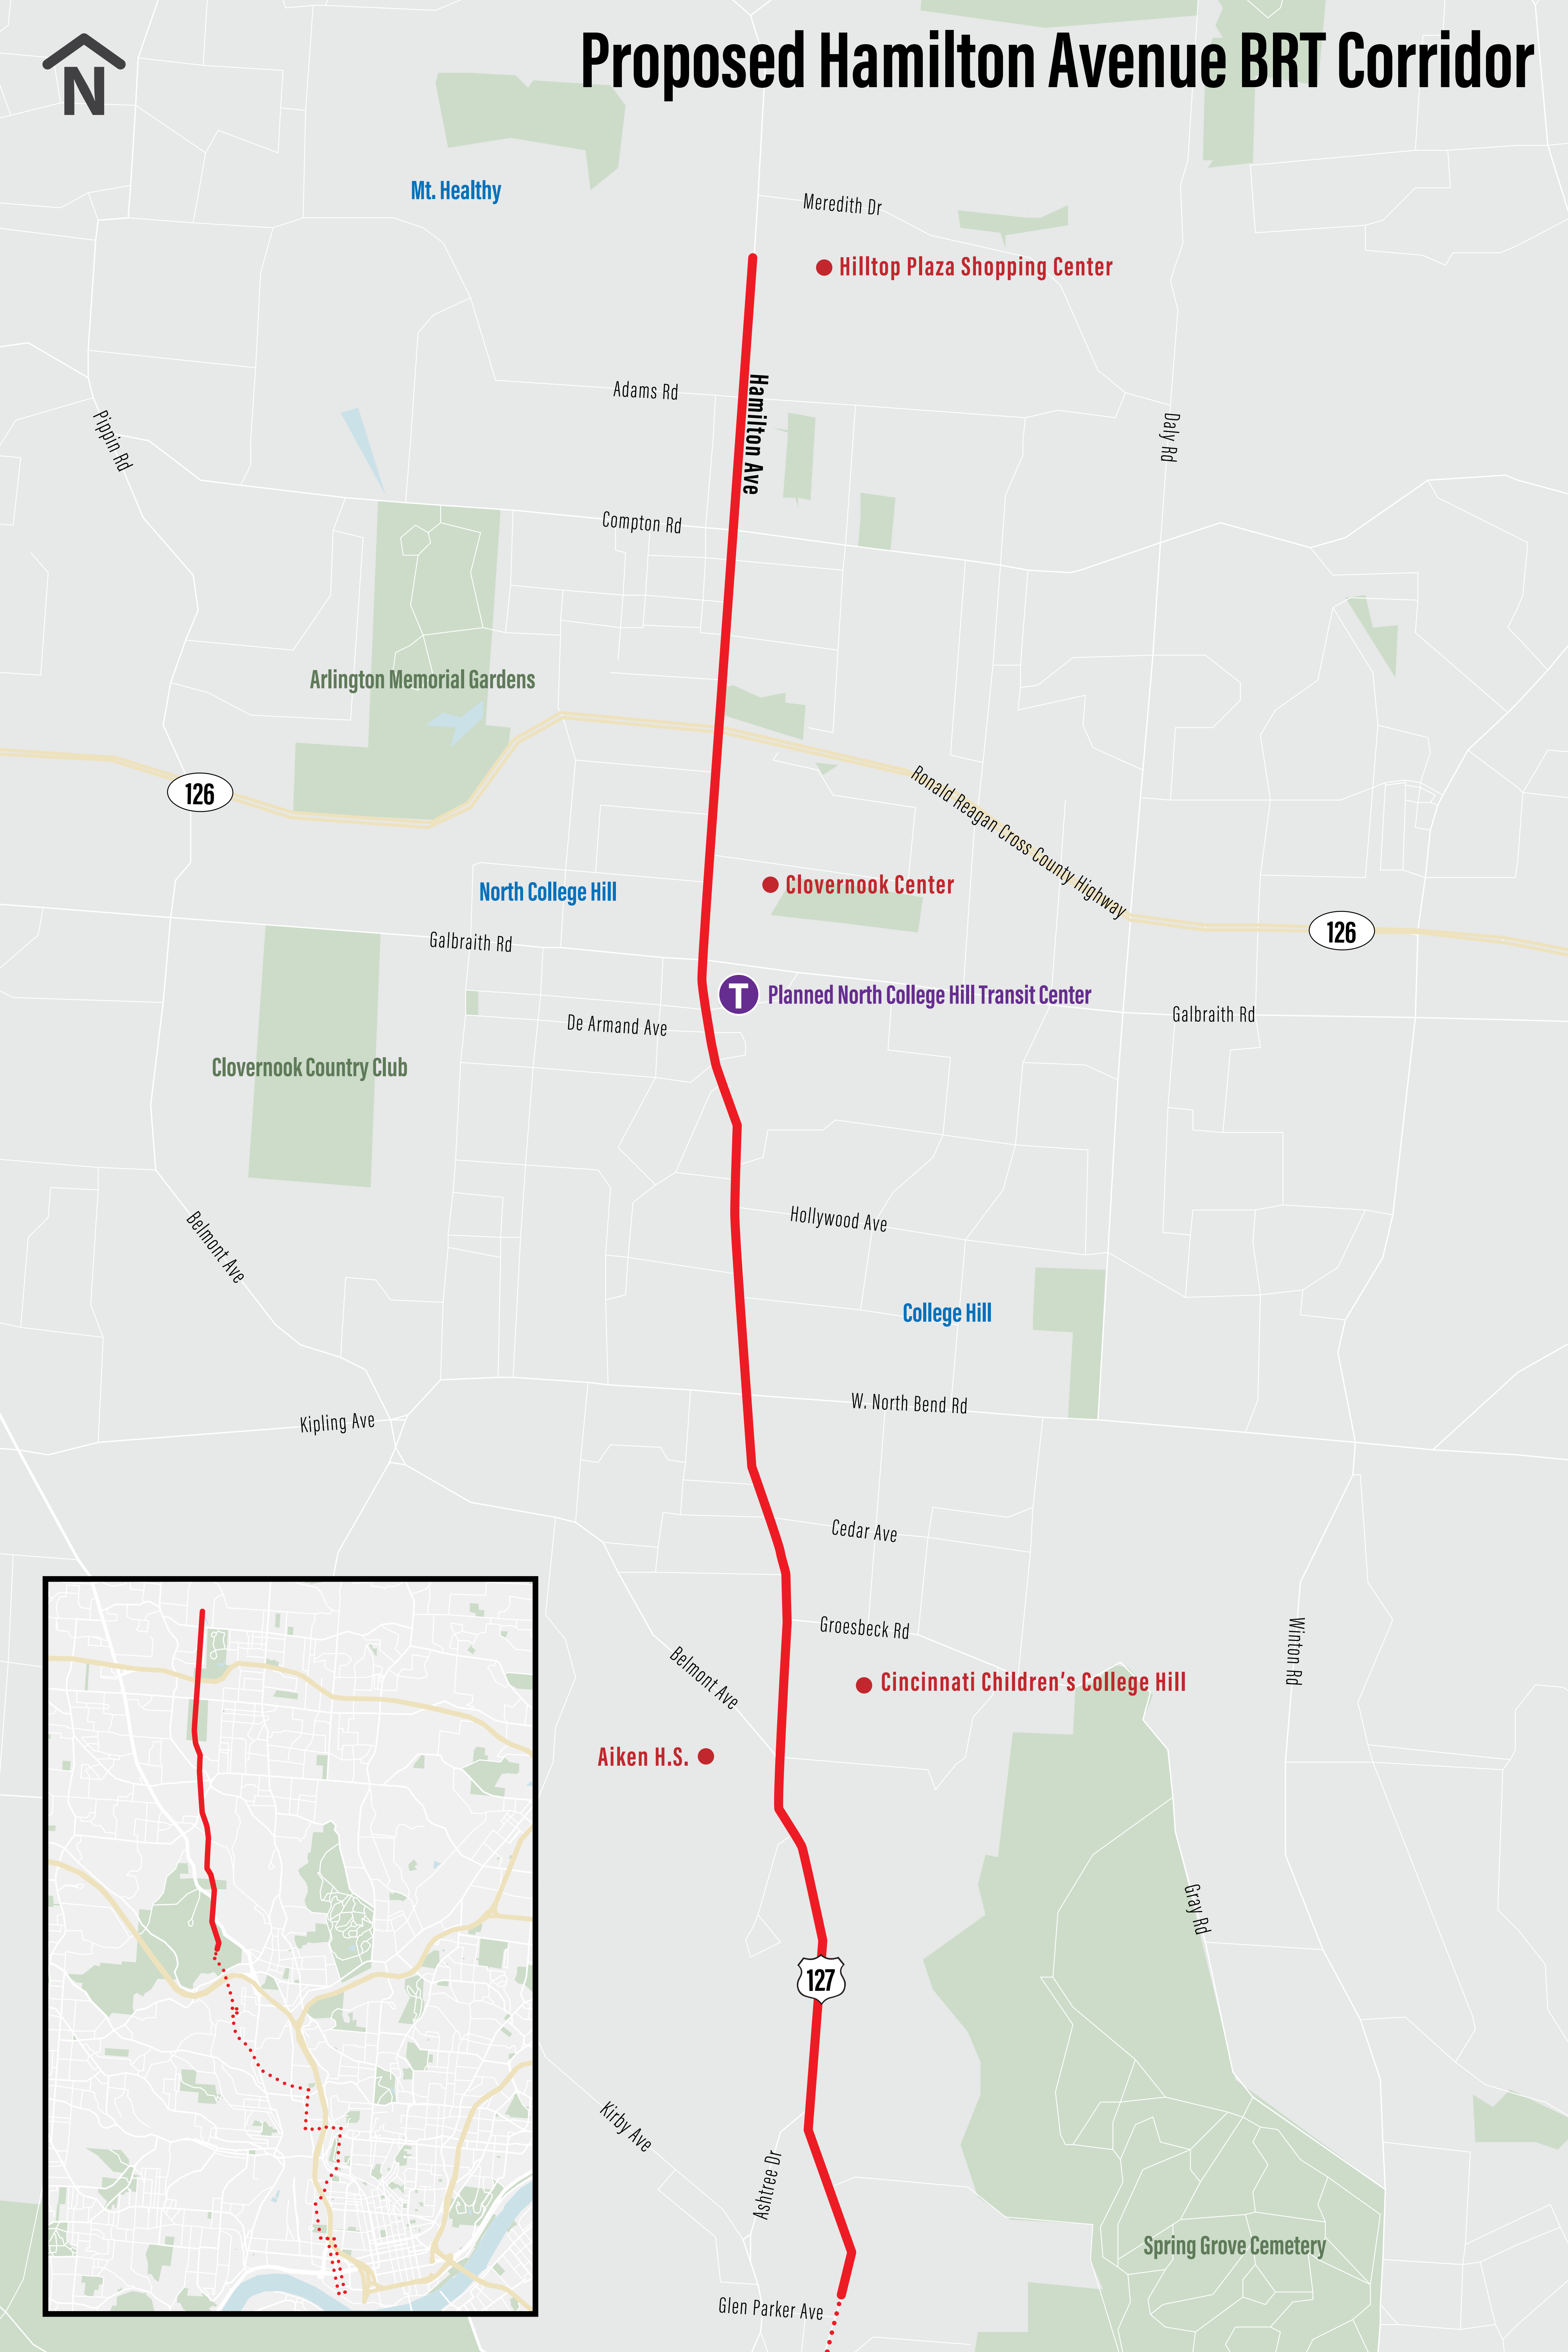 Proposed Hamilton Avenue BRT Corridor
N
Mt. Healthy
Meredith Dr
Hilltop Plaza Shopping Center
Adams Rd
Hamilton Ave
Pippin Rd
Daly Rd
Compton Rd
Arlington Memorial Gardens
126
Ronald Reagan Cross County Highway
Clovernook Center
North College Hill
126
Galbraith Rd
T
Planned North College Hill Transit Center
Galbraith Rd
De Armand Ave
Clovernook Country Club
Hollywood Ave
Belmont Ave
College Hill
W. North Bend Rd
Kipling Ave
Cedar Ave
Groesbeck Rd
Winton Rd
Belmont Ave
Cincinnati Children’s College Hill
Aiken H.S.
Gray Rd
127
Kirby Ave
Ashtree Dr
Spring Grove Cemetery
Glen Parker Ave